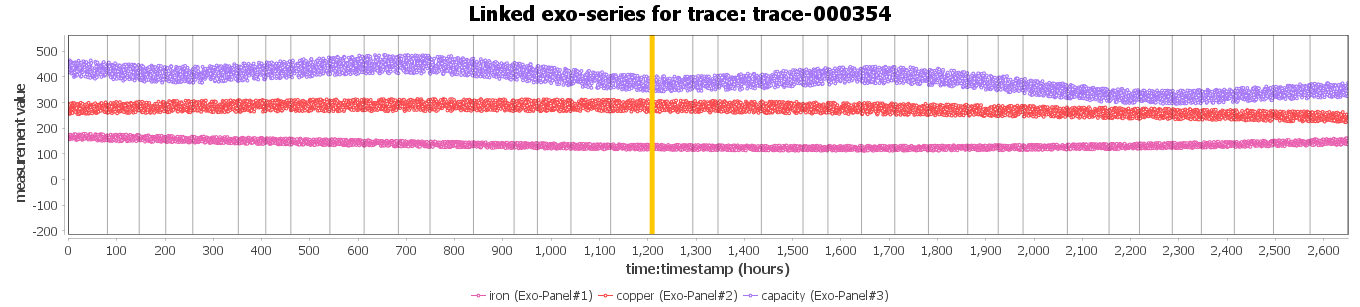 Linked exo-series for trace: trace-000354
measurement value
500
400
300
200
100
0
-100
-200
0 100 200 300 400 500 600 700 800 900 1,000 1,100 1,200 1,300 1,400 1,500 1,600 1,700 1,800 1,900 2,000 2,100 2,200 2,300 2,400 2,500 2,600
time:timestamp (hours)
iron (Exo-Panel#1) copper (Exo-Panel#2) capacity (Exo-Panel#3)